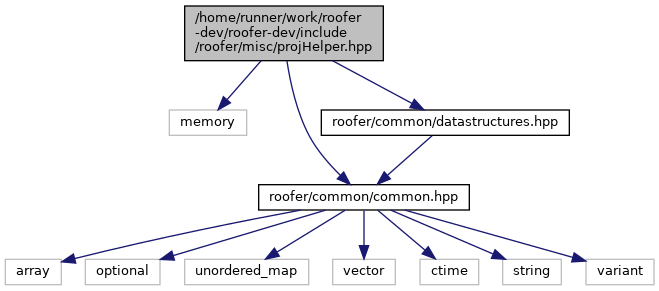 /home/runner/work/roofer
-dev/roofer-dev/include
/roofer/misc/projHelper.hpp
memory
roofer/common/datastructures.hpp
roofer/common/common.hpp
array
optional
unordered_map
vector
ctime
string
variant